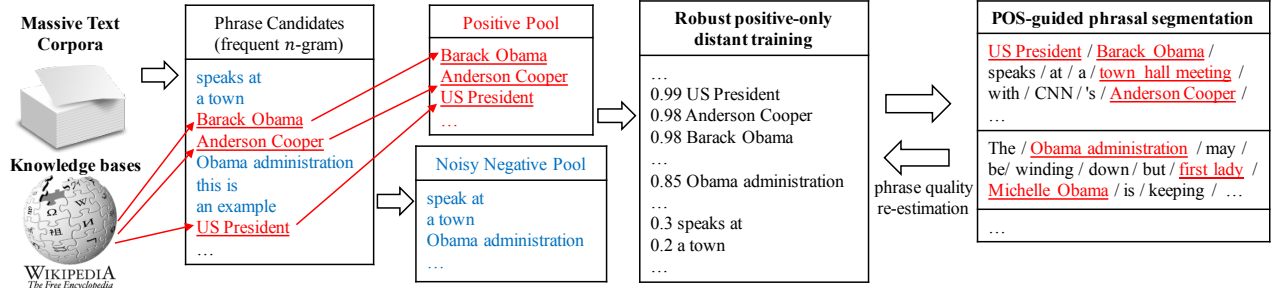 Massive Text
Corpora
Knowledge bases
WIKIPEDIA
The Free Encyclopedia
Phrase Candidates
(frequent n-gram)
speaks at
a town
Barack Obama
Anderson Cooper
Obama administration
this is
an example
US President
…
Positive Pool
Barack Obama
Anderson Cooper
US President
…
Noisy Negative Pool
speak at
a town
Obama administration
…
Robust positive-only
distant training
…
0.99 US President
0.98 Anderson Cooper
0.98 Barack Obama
…
0.85 Obama administration
…
0.3 speaks at
0.2 a town
…
phrase quality
re-estimation
POS-guided phrasal segmentation
US President / Barack Obama /
speaks / at / a / town hall meeting /
with / CNN / 's / Anderson Cooper /
…
The / Obama administration / may /
be/ winding / down / but / first lady /
Michelle Obama / is / keeping / …
…